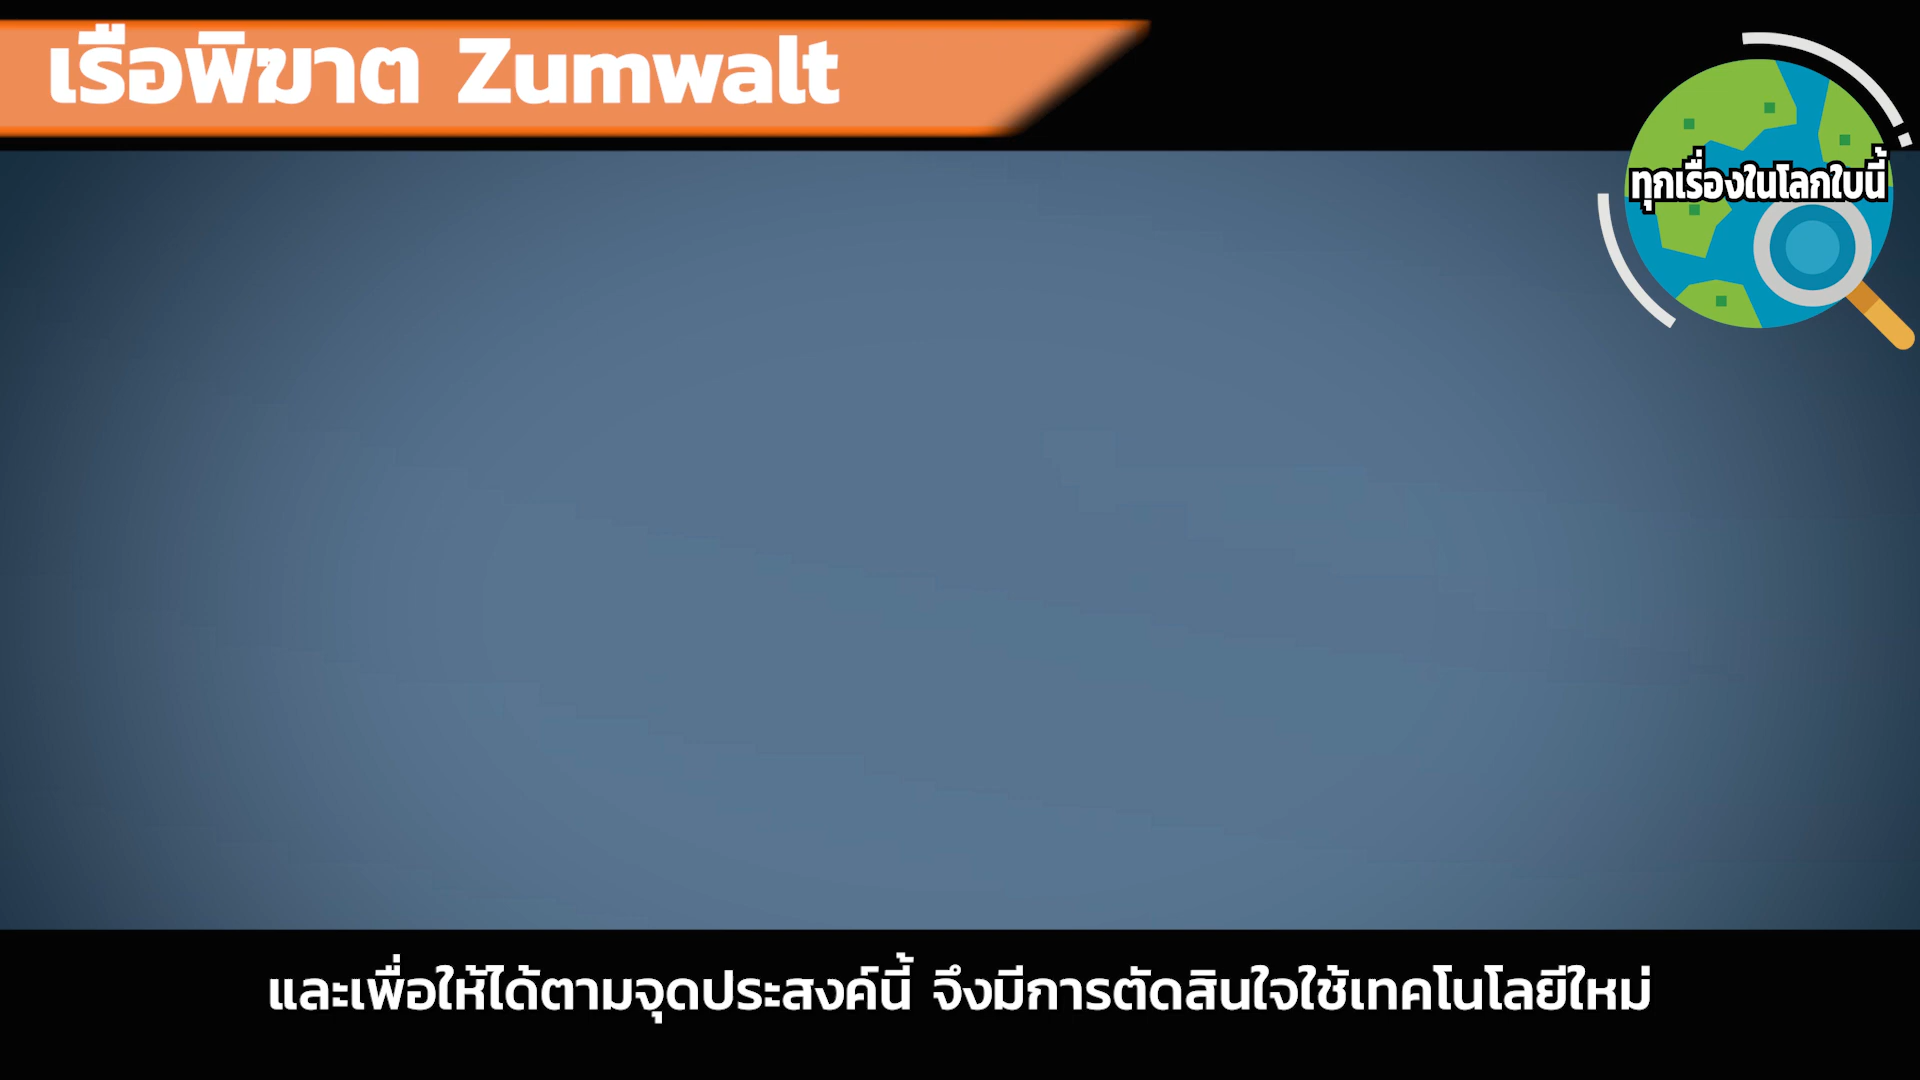 เรือพิฆาต Zumwalt
ทุกเรื่องในโลกใบนี้
และเพื่อให้ได้ตามจุดประสงค์นี้ จึงมีการตัดสินใจใช้เทคโนโลยีใหม่